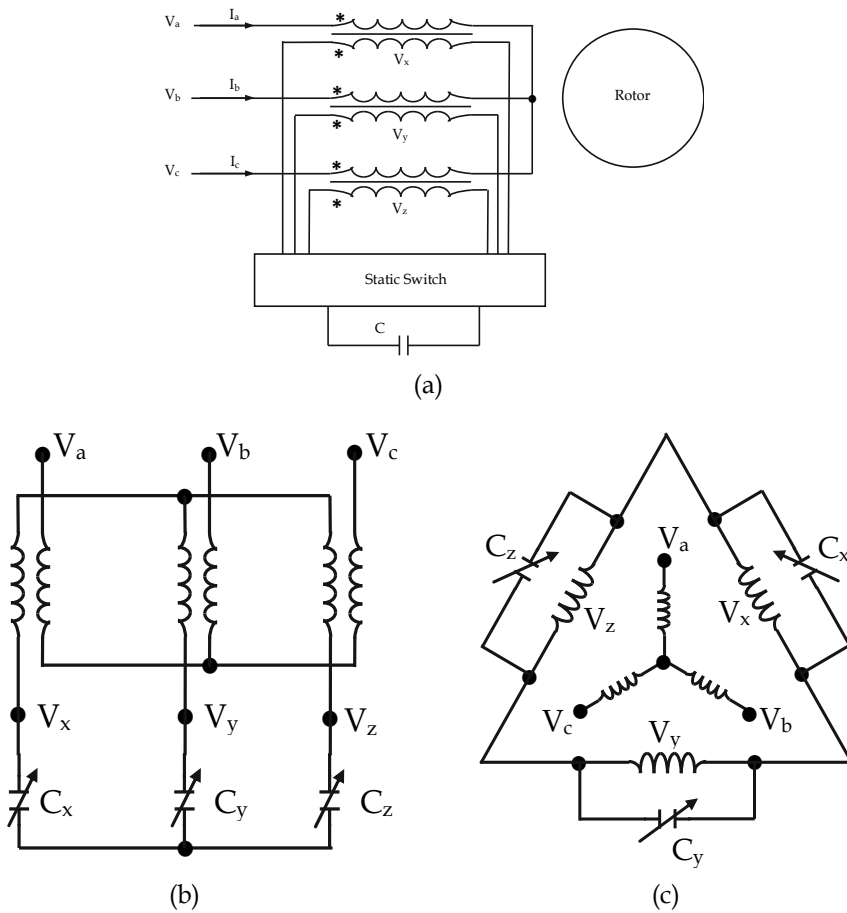 Va Ia * * Vx
Vb Ib * * Vy
Vc Ic * * Vz
Rotor
Static Switch
C
(a)
Va Vb Vc
Vx Vy Vz
Cx Cy Cz
(b)
Va
Cz Cx
Vz Vx
Vc Vb
Vy
Cy
(c)